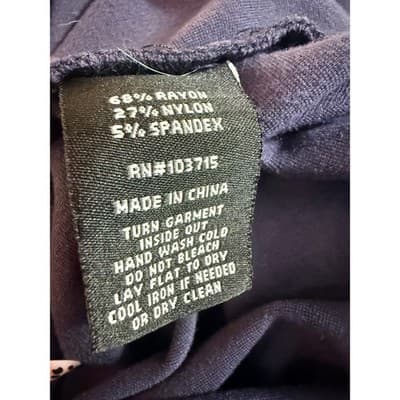 68% RAYON
27% NYLON
5% SPANDEX
RN#103715
MADE IN CHINA
TURN GARMENT
INSIDE OUT
HAND WASH COLD
DO NOT BLEACH
LAY FLAT TO DRY
COOL IRON IF NEEDED
OR DRY CLEAN